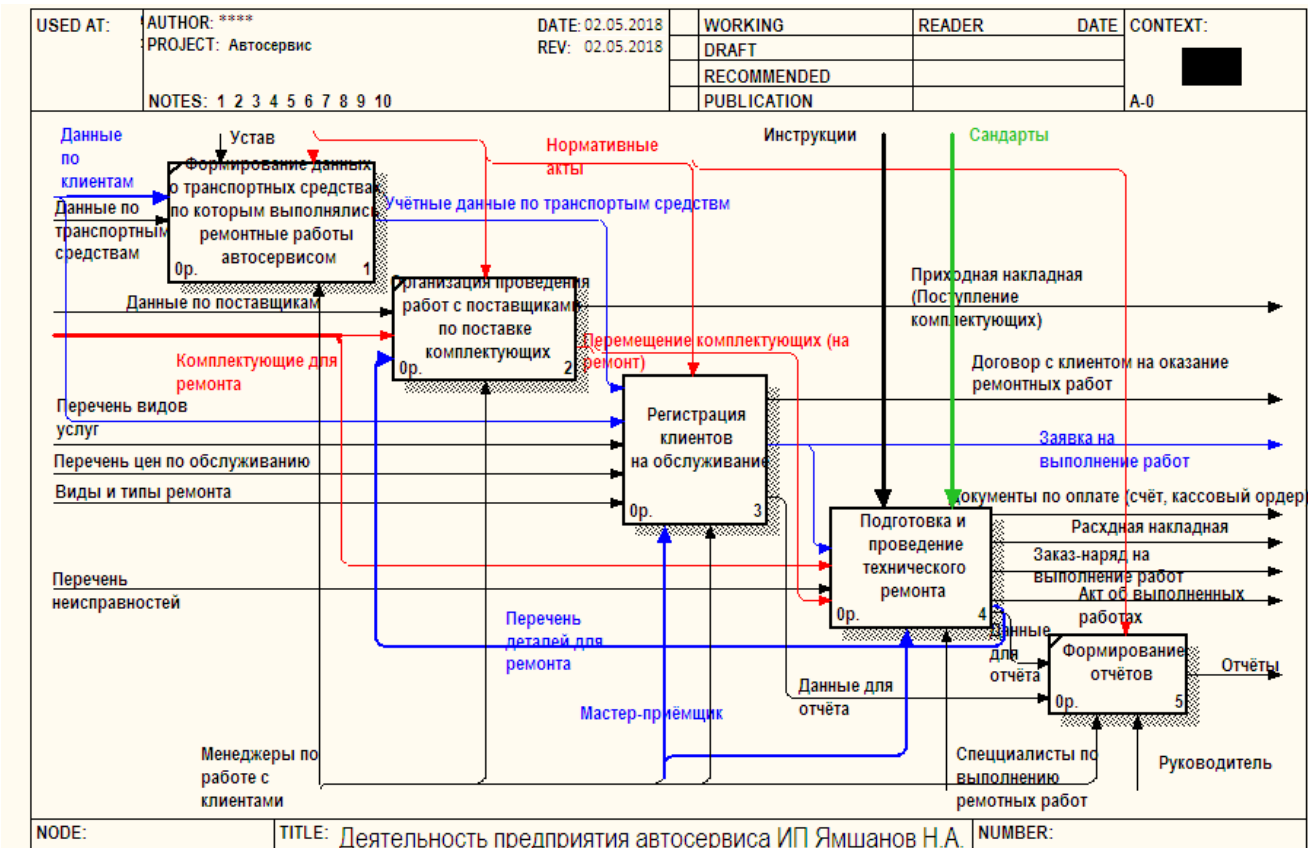 USED AT:
AUTHOR: ****
DATE: 02.05.2018
WORKING
READER
DATE
CONTEXT:
PROJECT: Автосервис
REV: 02.05.2018
DRAFT
RECOMMENDED
NOTES: 1 2 3 4 5 6 7 8 9 10
PUBLICATION
A-0
Данные
по
клиентам
Устав
Нормативные
акты
Инструкции
Сандарты
Данные по
транспортным
средствам
Формирование данных
о транспортных средствах
по которым выполнялись
ремонтные работы
автосервисом
0р.
1
Учётные данные по транспортым средствм
Данные по поставщикам
Организация проведения
работ с поставщиками
по поставке
комплектующих
0р.
2
Приходная накладная
(Поступление
комплектующих)
Комплектующие для
ремонта
Перемещение комплектующих (на
ремонт)
Договор с клиентом на оказание
ремонтных работ
Перечень видов
услуг
Перечень цен по обслуживанию
Виды и типы ремонта
Регистрация
клиентов
на обслуживание
0р.
3
Заявка на
выполнение работ
Документы по оплате (счёт, кассовый ордер)
Расхдная накладная
Заказ-наряд на
выполнение работ
Акт об выполненных
работах
Подготовка и
проведение
технического
ремонта
0р.
4
Перечень
неисправностей
Перечень
деталей для
ремонта
Данные
для
отчёта
Формирование
отчётов
0р.
5
Отчёты
Данные для
отчёта
Мастер-приёмщик
Менеджеры по
работе с
клиентами
Спецциалисты по
выполнению
ремотных работ
Руководитель
NODE:
TITLE: Деятельность предприятия автосервиса ИП Ямшанов Н.А.
NUMBER: